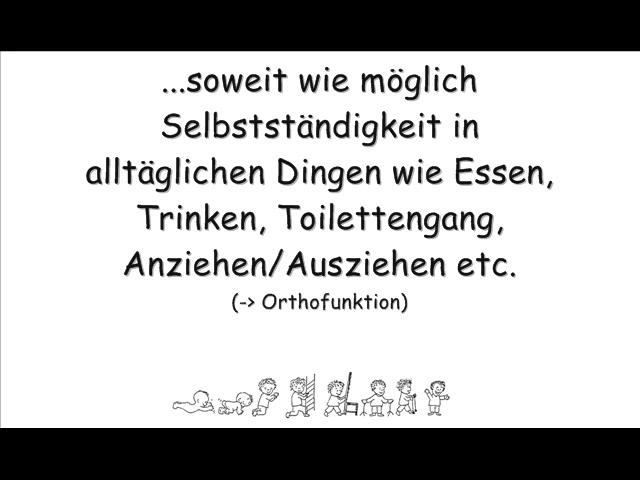 ...soweit wie möglich
Selbstständigkeit in
alltäglichen Dingen wie Essen,
Trinken, Toilettengang,
Anziehen/Ausziehen etc.
(-> Orthofunktion)